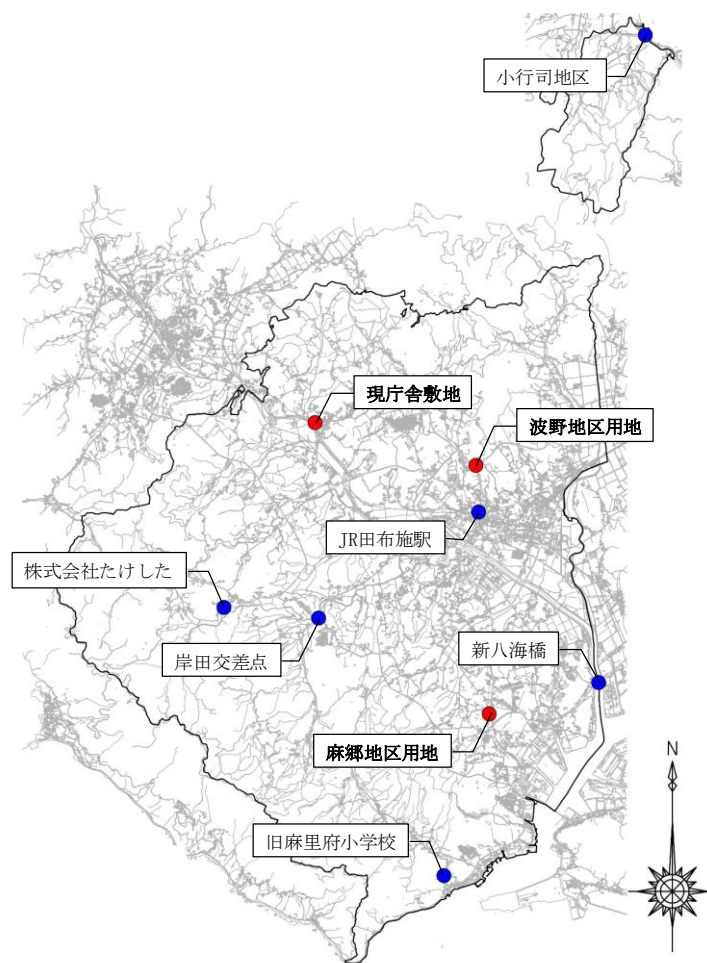 小行司地区
現庁舎敷地
波野地区用地
JR田布施駅
株式会社たけした
岸田交差点
新八海橋
麻郷地区用地
旧麻里府小学校
N